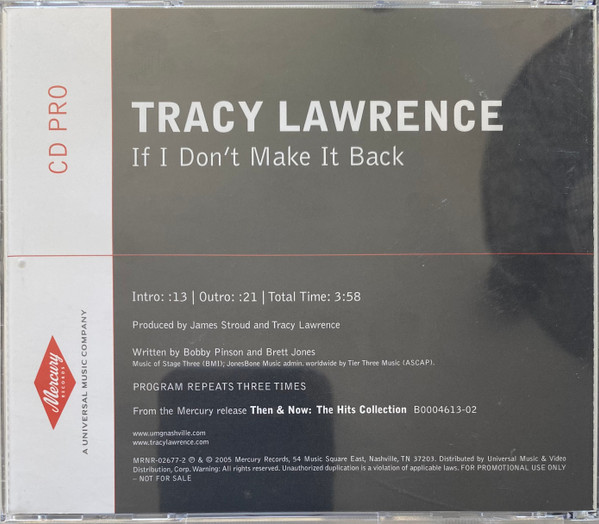 CD PRO
TRACY LAWRENCE
If I Don't Make It Back
Intro: :13 | Outro: :21 | Total Time: 3:58
Produced by James Stroud and Tracy Lawrence
Written by Bobby Pinson and Brett Jones
Music of Stage Three (BMI); JonesBone Music admin. worldwide by Tier Three Music (ASCAP).
PROGRAM REPEATS THREE TIMES
From the Mercury release Then & Now: The Hits Collection B0004613-02
www.umgnashville.com
www.tracylawrence.com
MRNR-02677-2 ℗ & © 2005 Mercury Records, 54 Music Square East, Nashville, TN 37203. Distributed by Universal Music & Video
Distribution, Corp. Warning: All rights reserved. Unauthorized duplication is a violation of applicable laws. FOR PROMOTIONAL USE ONLY
– NOT FOR SALE
Mercury
RECORDS
A UNIVERSAL MUSIC COMPANY